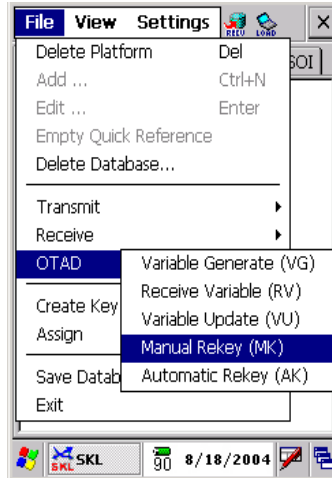 File View Settings RECV LOAD X
Delete Platform Del
SOI
Add ... Ctrl+N
Edit ... Enter
Empty Quick Reference
Delete Database...
Transmit
Receive
OTAD Variable Generate (VG)
Receive Variable (RV)
Create Key
Variable Update (VU)
Assign
Manual Rekey (MK)
Save Datab
Automatic Rekey (AK)
Exit
SKL SKL 90 8/18/2004